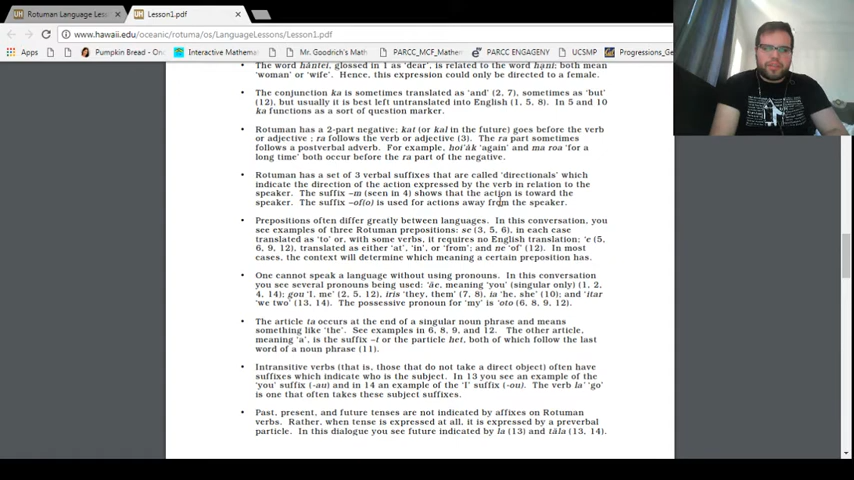 Rotuman Language Less
Lesson1.pdf
www.hawaii.edu/oceanic/rotuma/os/LanguageLessons/Lesson1.pdf
Apps
Pumpkin Bread - On
Interactive Mathema
Mr. Goodrich's Math
PARCC_MCF_Mathem
PARCC ENGAGENY
UCSMP
Progressions_Ge
• The word hȧntei, glossed in 1 as 'dear', is related to the word hạni; both mean
'woman' or 'wife'. Hence, this expression could only be directed to a female.
• The conjunction ka is sometimes translated as 'and' (2, 7), sometimes as 'but'
(12), but usually it is best left untranslated into English (1, 5, 8). In 5 and 10
ka functions as a sort of question marker.
• Rotuman has a 2-part negative; kat (or kal in the future) goes before the verb
or adjective ; ra follows the verb or adjective (3). The ra part sometimes
follows a postverbal adverb. For example, hoi'ȧk 'again' and ma roa 'for a
long time' both occur before the ra part of the negative.
• Rotuman has a set of 3 verbal suffixes that are called 'directionals' which
indicate the direction of the action expressed by the verb in relation to the
speaker. The suffix –m (seen in 4) shows that the action is toward the
speaker. The suffix –of(o) is used for actions away from the speaker.
• Prepositions often differ greatly between languages. In this conversation, you
see examples of three Rotuman prepositions: se (3, 5, 6), in each case
translated as 'to' or, with some verbs, it requires no English translation; 'e (5,
6, 9, 12), translated as either 'at', 'in', or 'from'; and ne 'of' (12). In most
cases, the context will determine which meaning a certain preposition has.
• One cannot speak a language without using pronouns. In this conversation
you see several pronouns being used: 'ȧe, meaning 'you' (singular only) (1, 2,
4, 14); gou 'I, me' (2, 5, 12), iris 'they, them' (7, 8), ia 'he, she' (10); and 'itar
'we two' (13, 14). The possessive pronoun for 'my' is 'oto (6, 8, 9, 12).
• The article ta occurs at the end of a singular noun phrase and means
something like 'the'. See examples in 6, 8, 9, and 12. The other article,
meaning 'a', is the suffix –t or the particle het, both of which follow the last
word of a noun phrase (11).
• Intransitive verbs (that is, those that do not take a direct object) often have
suffixes which indicate who is the subject. In 13 you see an example of the
'you' suffix (-au) and in 14 an example of the 'I' suffix (-ou). The verb la' 'go'
is one that often takes these subject suffixes.
• Past, present, and future tenses are not indicated by affixes on Rotuman
verbs. Rather, when tense is expressed at all, it is expressed by a preverbal
particle. In this dialogue you see future indicated by la (13) and täla (13, 14).